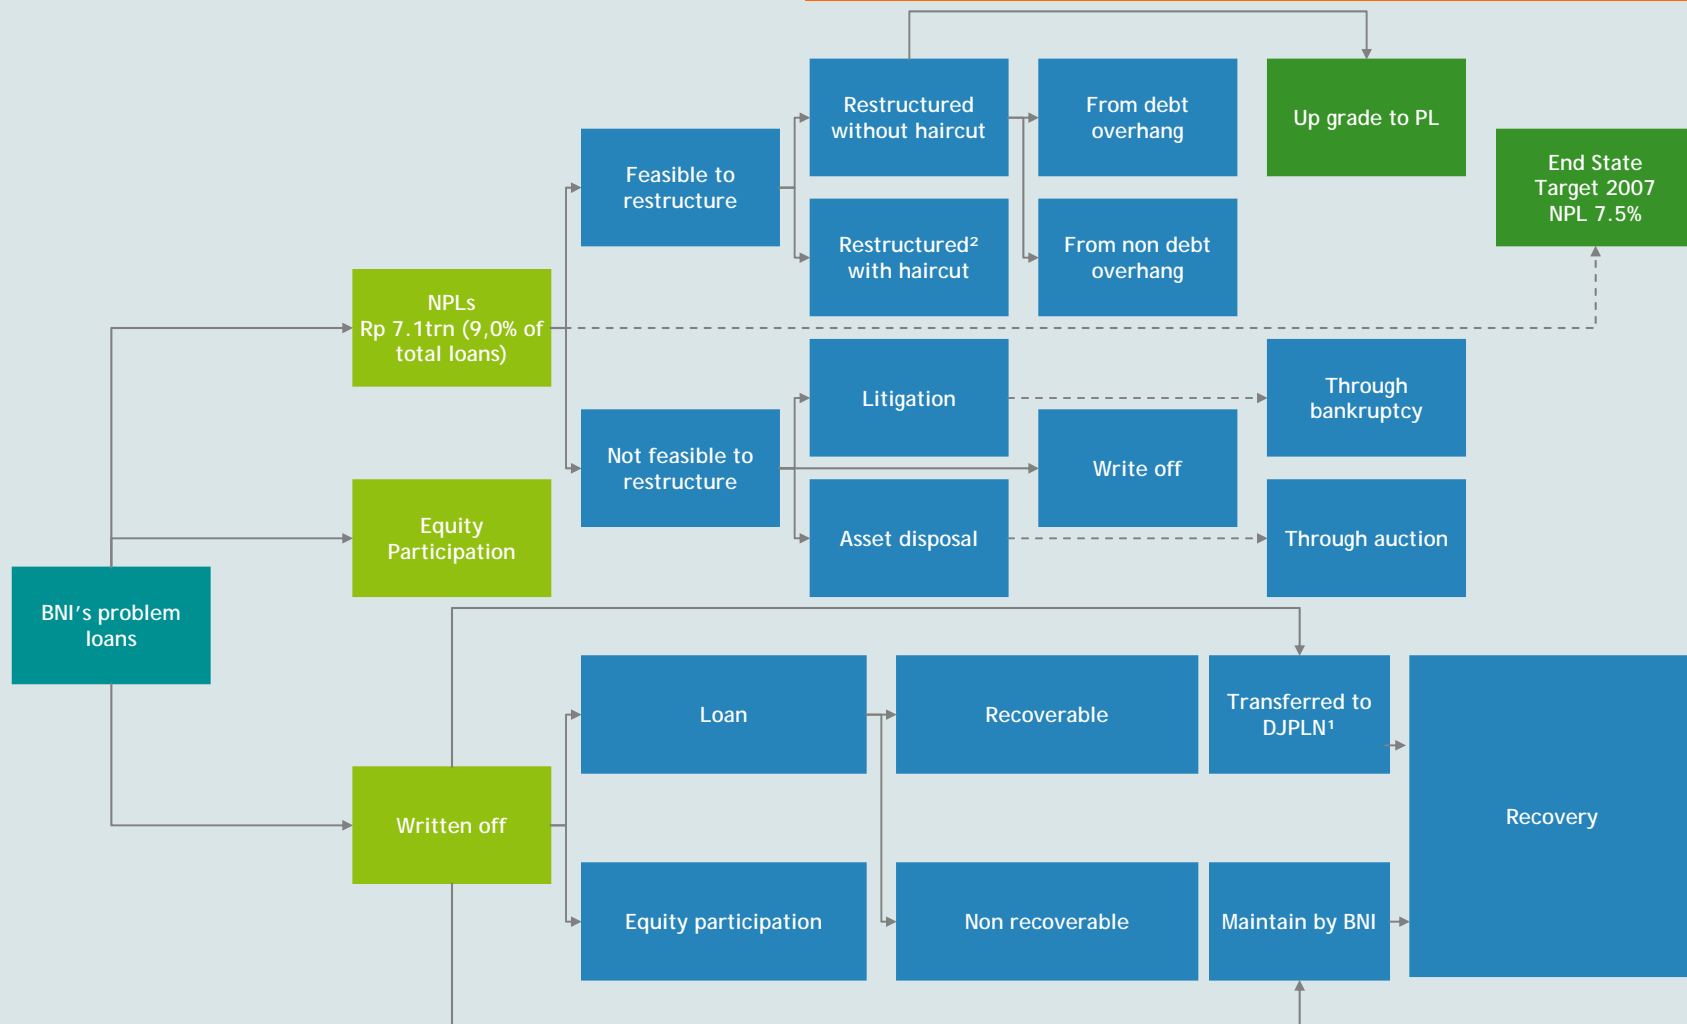 Restructured
without haircut
From debt
overhang
Up grade to PL
End State
Target 2007
NPL 7.5%
Feasible to
restructure
Restructured²
with haircut
From non debt
overhang
NPLs
Rp 7.1trn (9,0% of
total loans)
Litigation
Through
bankruptcy
Not feasible to
restructure
Write off
Equity
Participation
Asset disposal
Through auction
BNI's problem
loans
Loan
Recoverable
Transferred to
DJPLN¹
Recovery
Written off
Equity participation
Non recoverable
Maintain by BNI